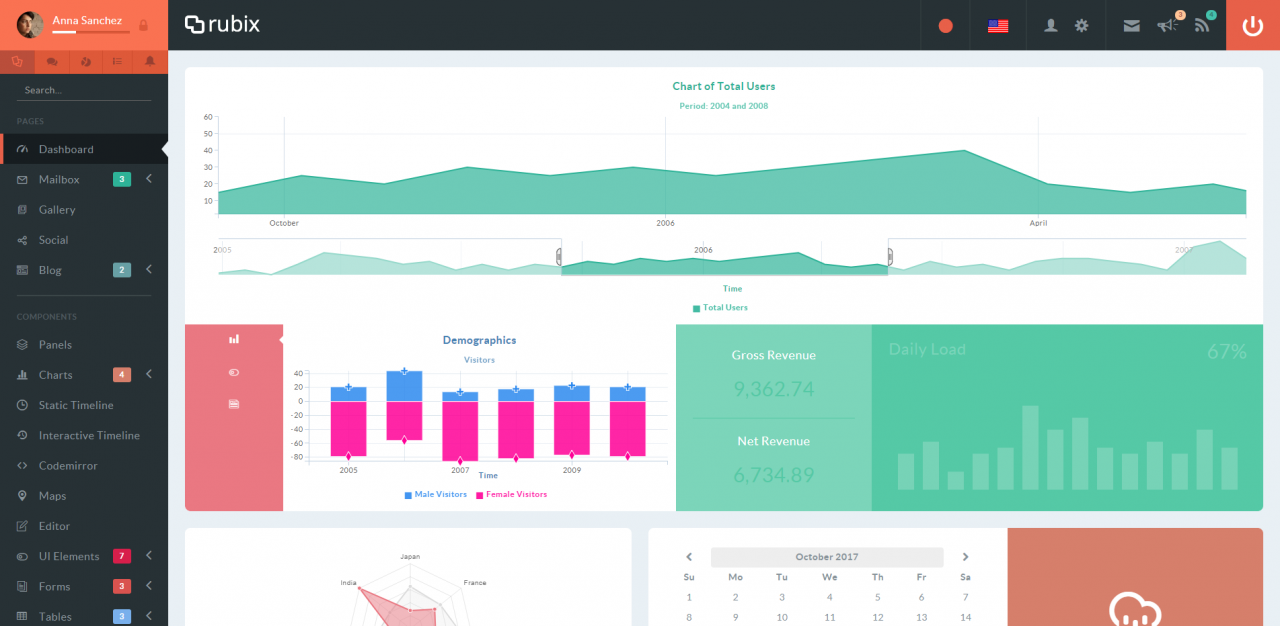 Anna Sanchez
rubix
3
4
Search...
PAGES
Dashboard
Mailbox 3
Gallery
Social
Blog 2
COMPONENTS
Panels
Charts 4
Static Timeline
Interactive Timeline
Codemirror
Maps
Editor
UI Elements 7
Forms 3
Tables 3
Chart of Total Users
Period: 2004 and 2008
60
50
40
30
20
10
October 2006 April
2005 2006 2007
Time
Total Users
Demographics
Visitors
40
20
0
-20
-40
-60
-80
2005 2007 2009
Time
Male Visitors Female Visitors
Gross Revenue
9,362.74
Net Revenue
6,734.89
Daily Load 67%
Japan
India France
October 2017
Su Mo Tu We Th Fr Sa
1 2 3 4 5 6 7
8 9 10 11 12 13 14